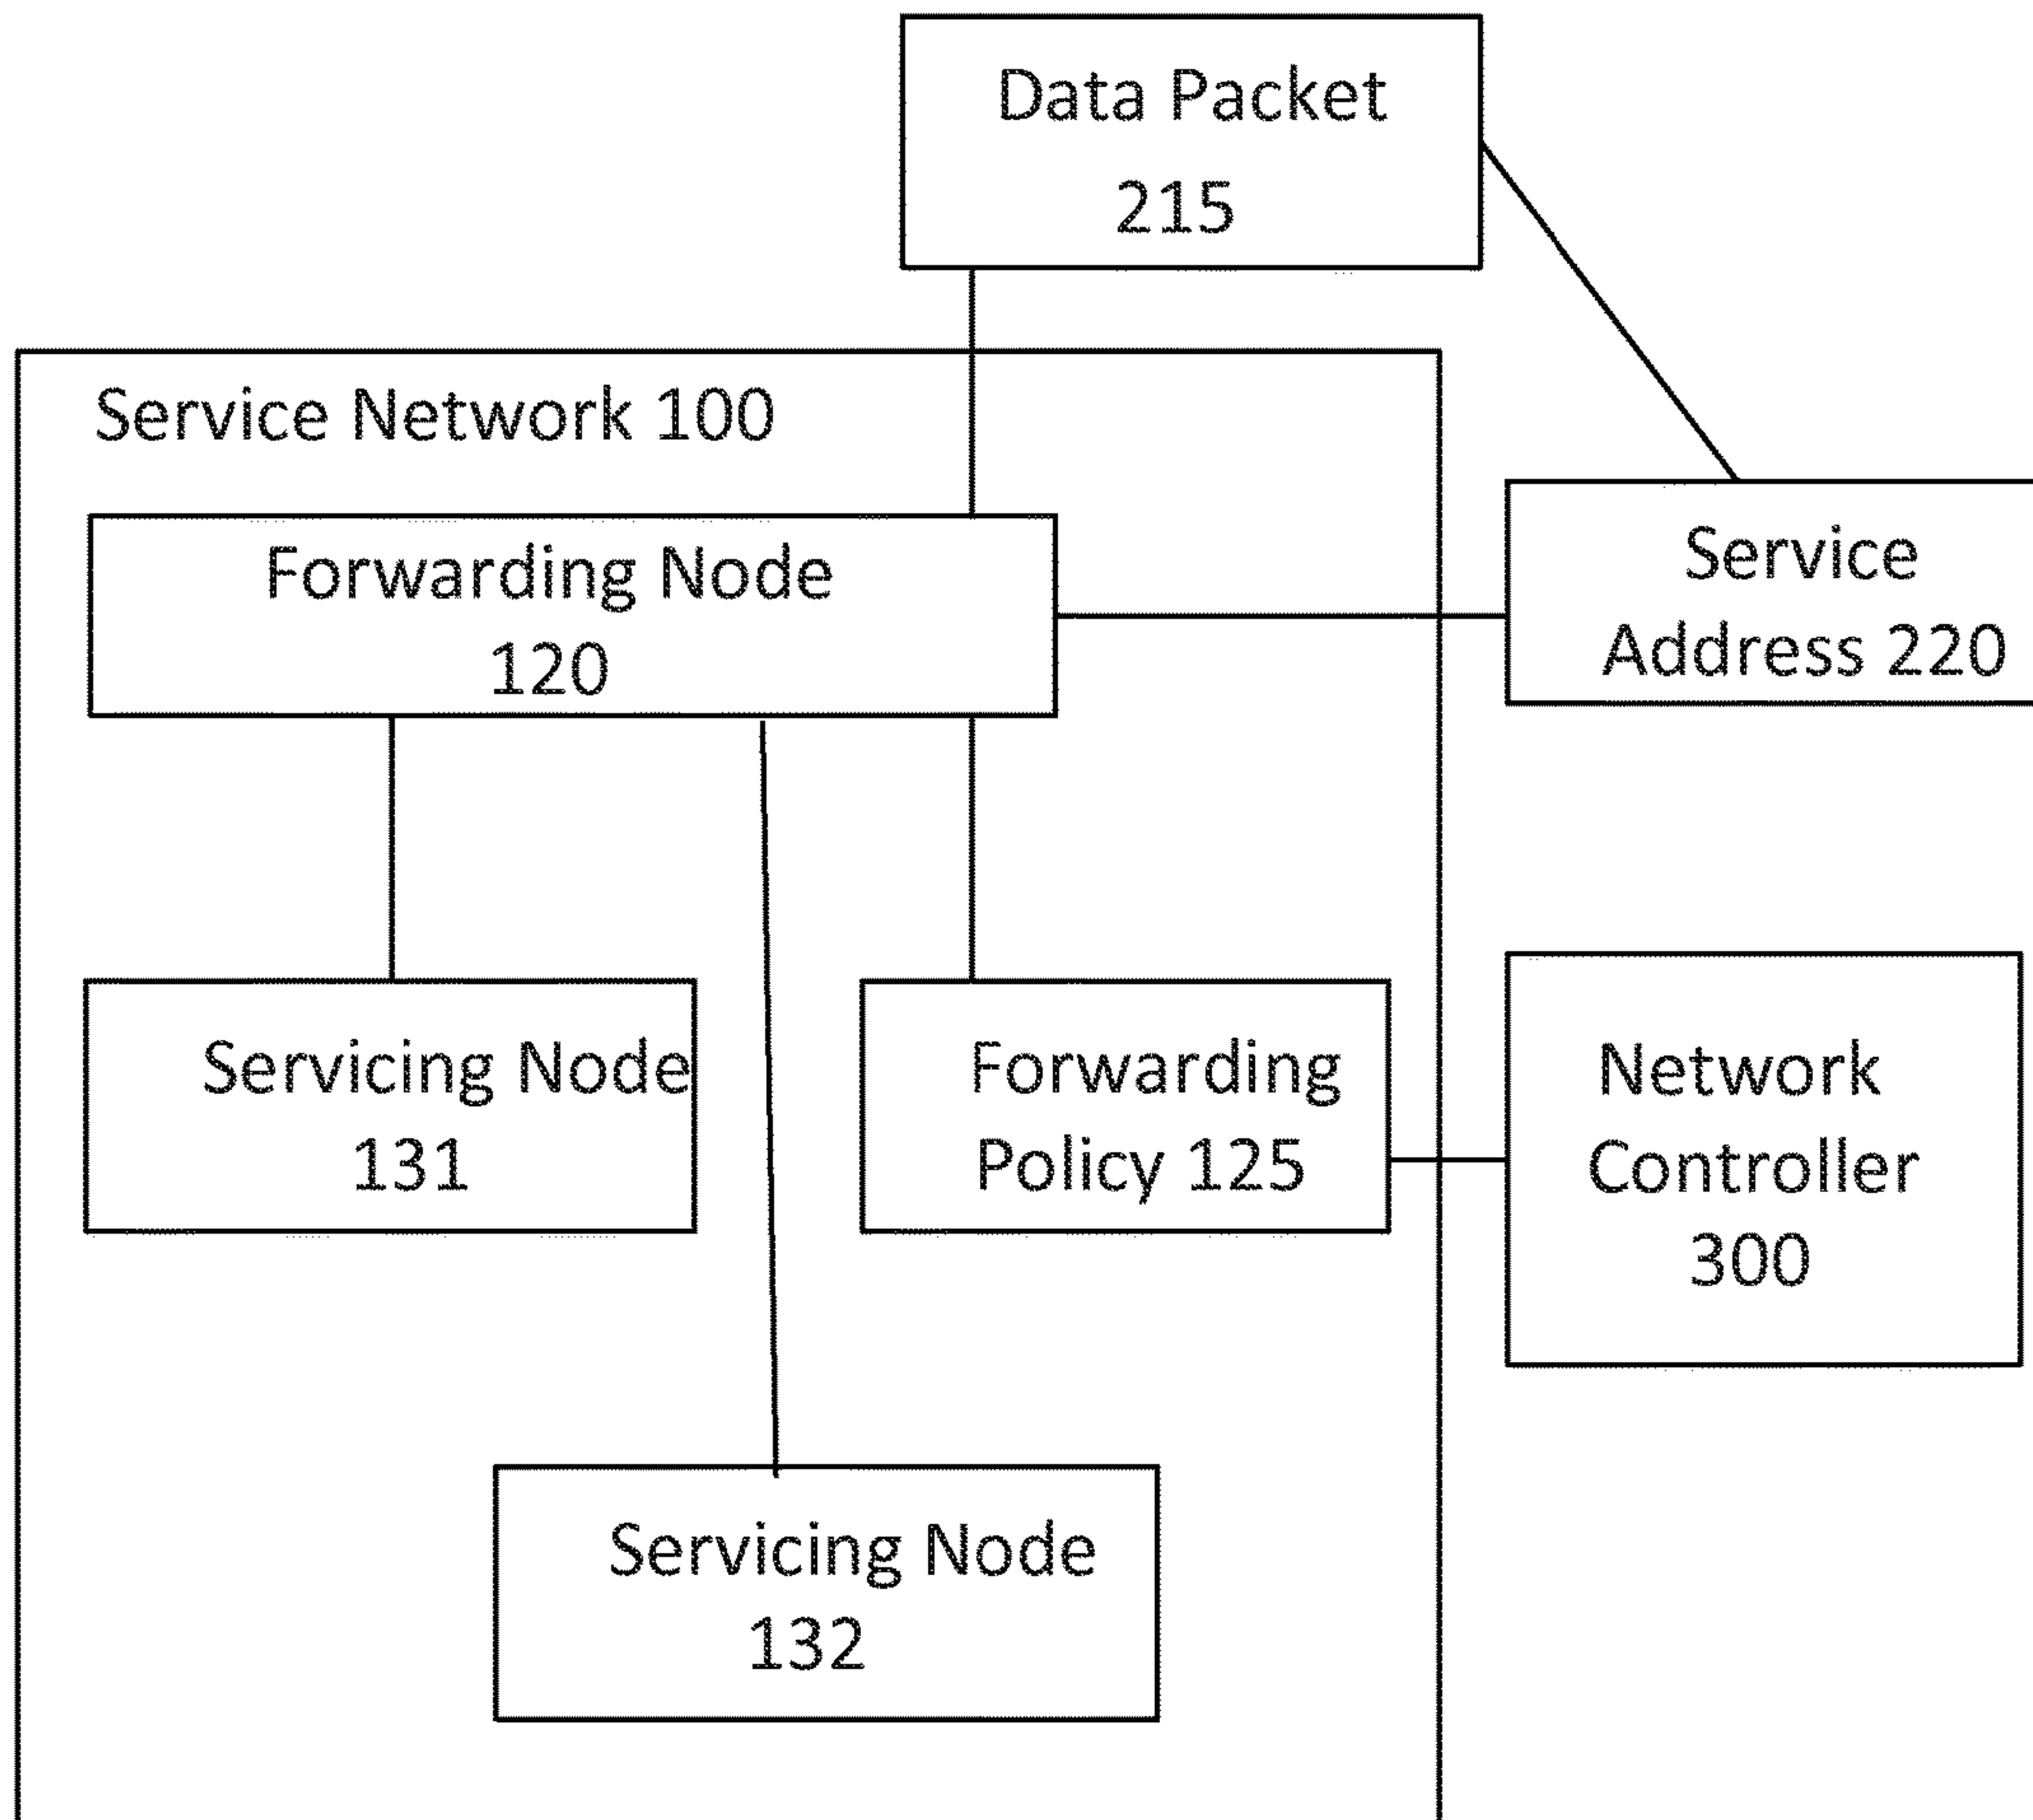 Data Packet
215
Service Network 100
Forwarding Node
120
Service
Address 220
Servicing Node
131
Forwarding
Policy 125
Network
Controller
300
Servicing Node
132